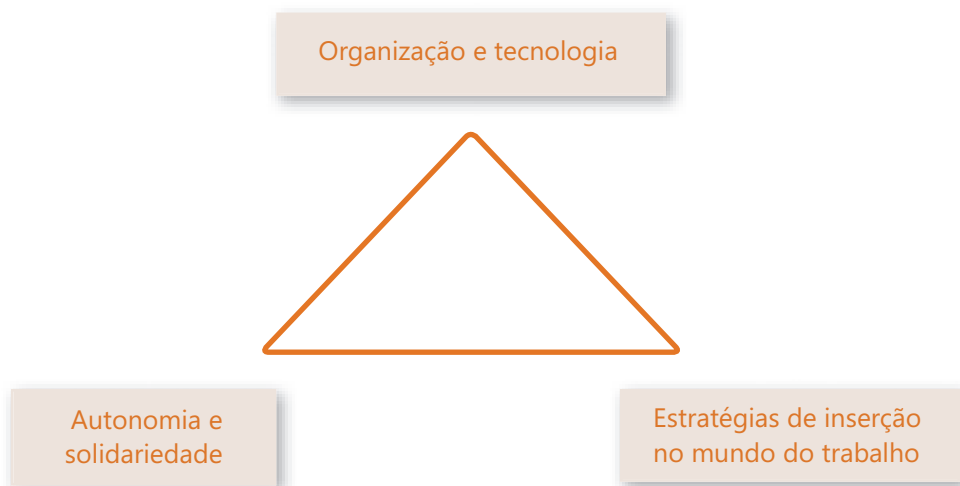 Organização e tecnologia
Autonomia e
solidariedade
Estratégias de inserção
no mundo do trabalho